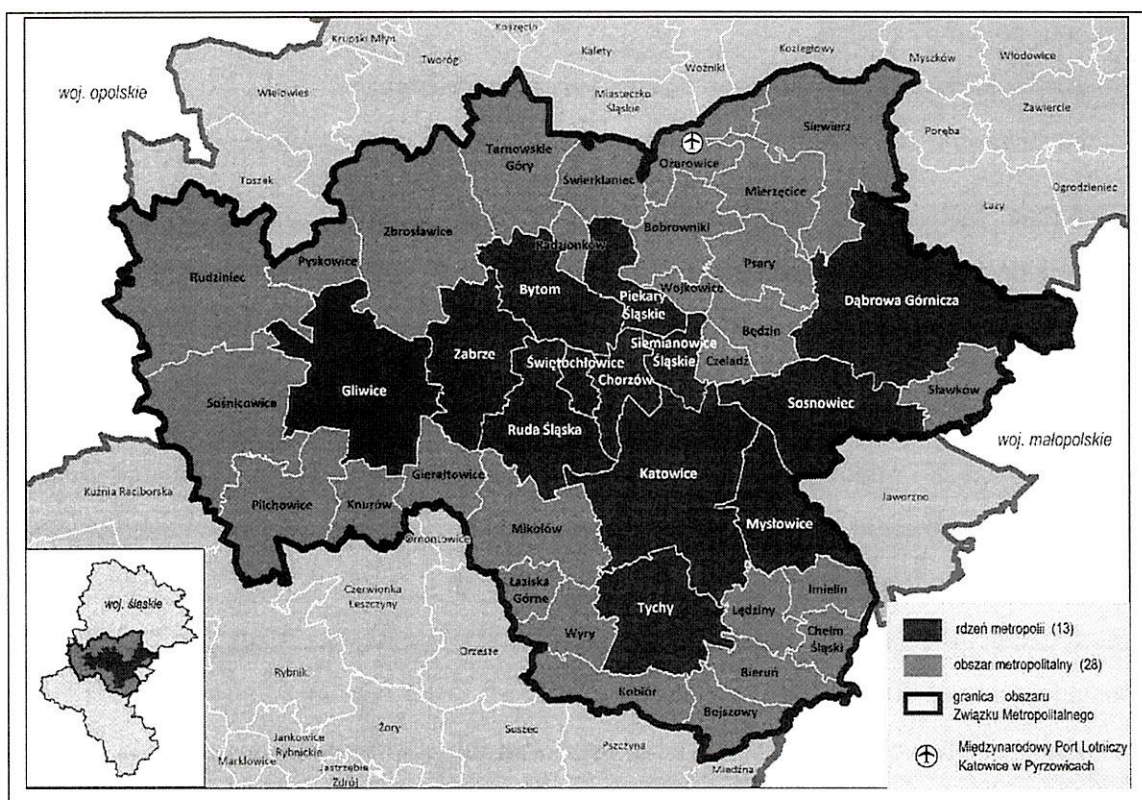 Koszęcin
Krupski Młyn
Kalety
Koziegłowy
Tworóg
Myszków
Włodowice
Woźniki
woj. opolskie
Wielowieś
Miasteczko
Śląskie
Siewierz
Zawiercie
Poręba
Tarnowskie
Góry
Ożarowice
Świerklaniec
Mierzęcice
Toszek
Ogrodzieniec
Łazy
Bobrowniki
Zbrosławice
Radzionków
Rudziniec
Pyskowice
Psary
Bytom
Wojkowice
Piekary
Śląskie
Dąbrowa Górnicza
Będzin
Siemianowice
Śląskie
Zabrze
Świętochłowice
Czeladź
Chorzów
Gliwice
Sławków
Sośnicowice
Sosnowiec
Ruda Śląska
woj. małopolskie
Katowice
Gierałtowice
Kuźnia Raciborska
Jaworzno
Pilchowice
Knurów
Mikołów
Mysłowice
Ornontowice
Łaziska
Górne
Imielin
Czerwionka
Leszczyny
Tychy
Lędziny
woj. śląskie
Wyry
Chełm
Śląski
Orzesze
Rybnik
Bieruń
Kobiór
Bojszowy
Żory
Suszec
Jankowice
Rybnickie
Pszczyna
Marklowice
Jastrzębie
Zdrój
Miedźna
rdzeń metropolii (13)
obszar metropolitalny (28)
granica obszaru
Związku Metropolitalnego
Międzynarodowy Port Lotniczy
Katowice w Pyrzowicach